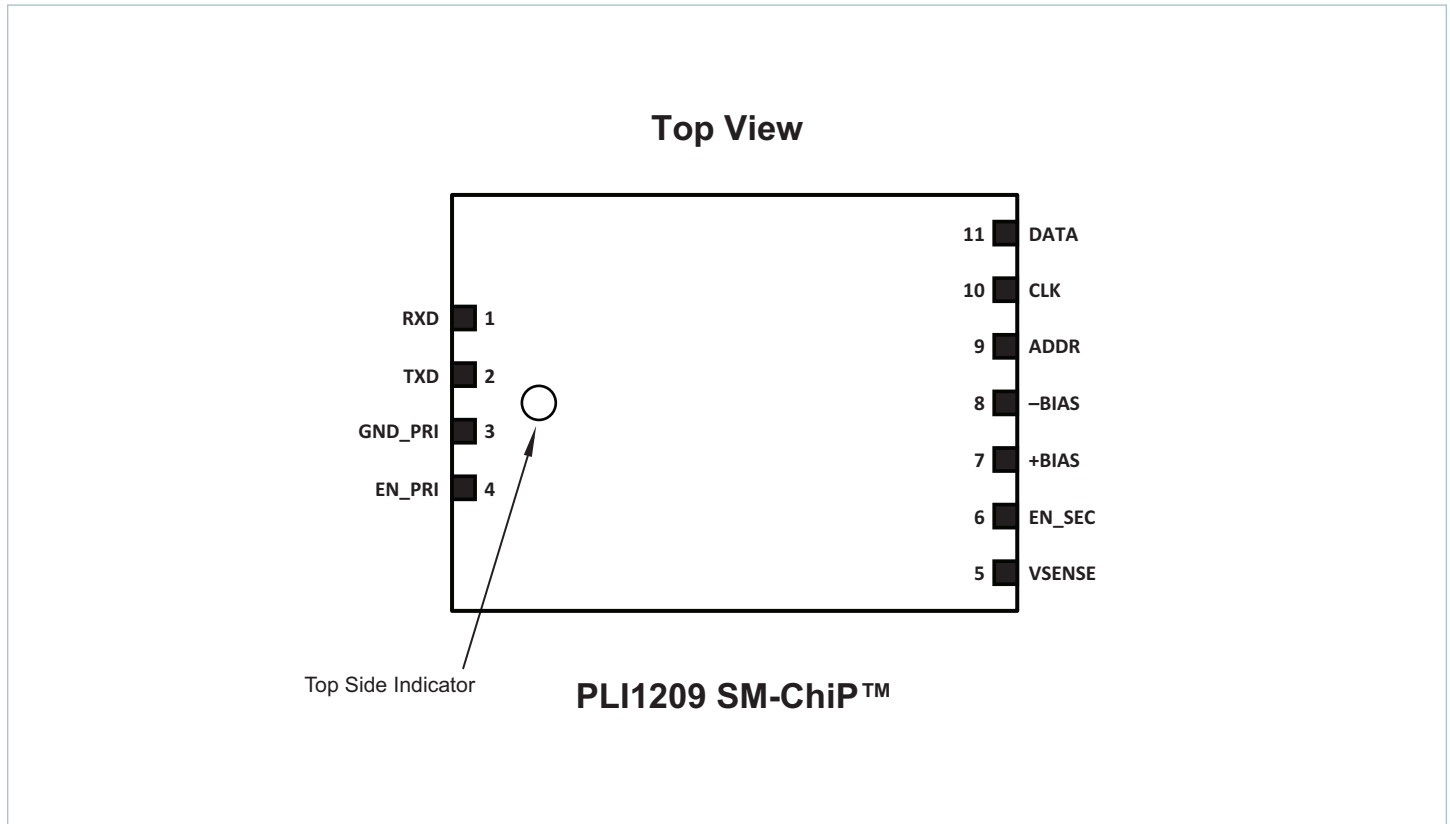 Top View
RXD 1
TXD 2
GND_PRI 3
EN_PRI 4
11 DATA
10 CLK
9 ADDR
8 –BIAS
7 +BIAS
6 EN_SEC
5 VSENSE
Top Side Indicator
PLI1209 SM-ChiP™